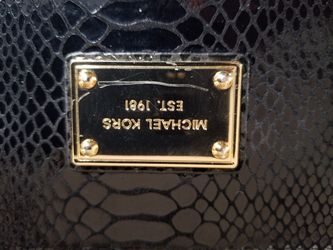 MICHAEL KORS
EST. 1981